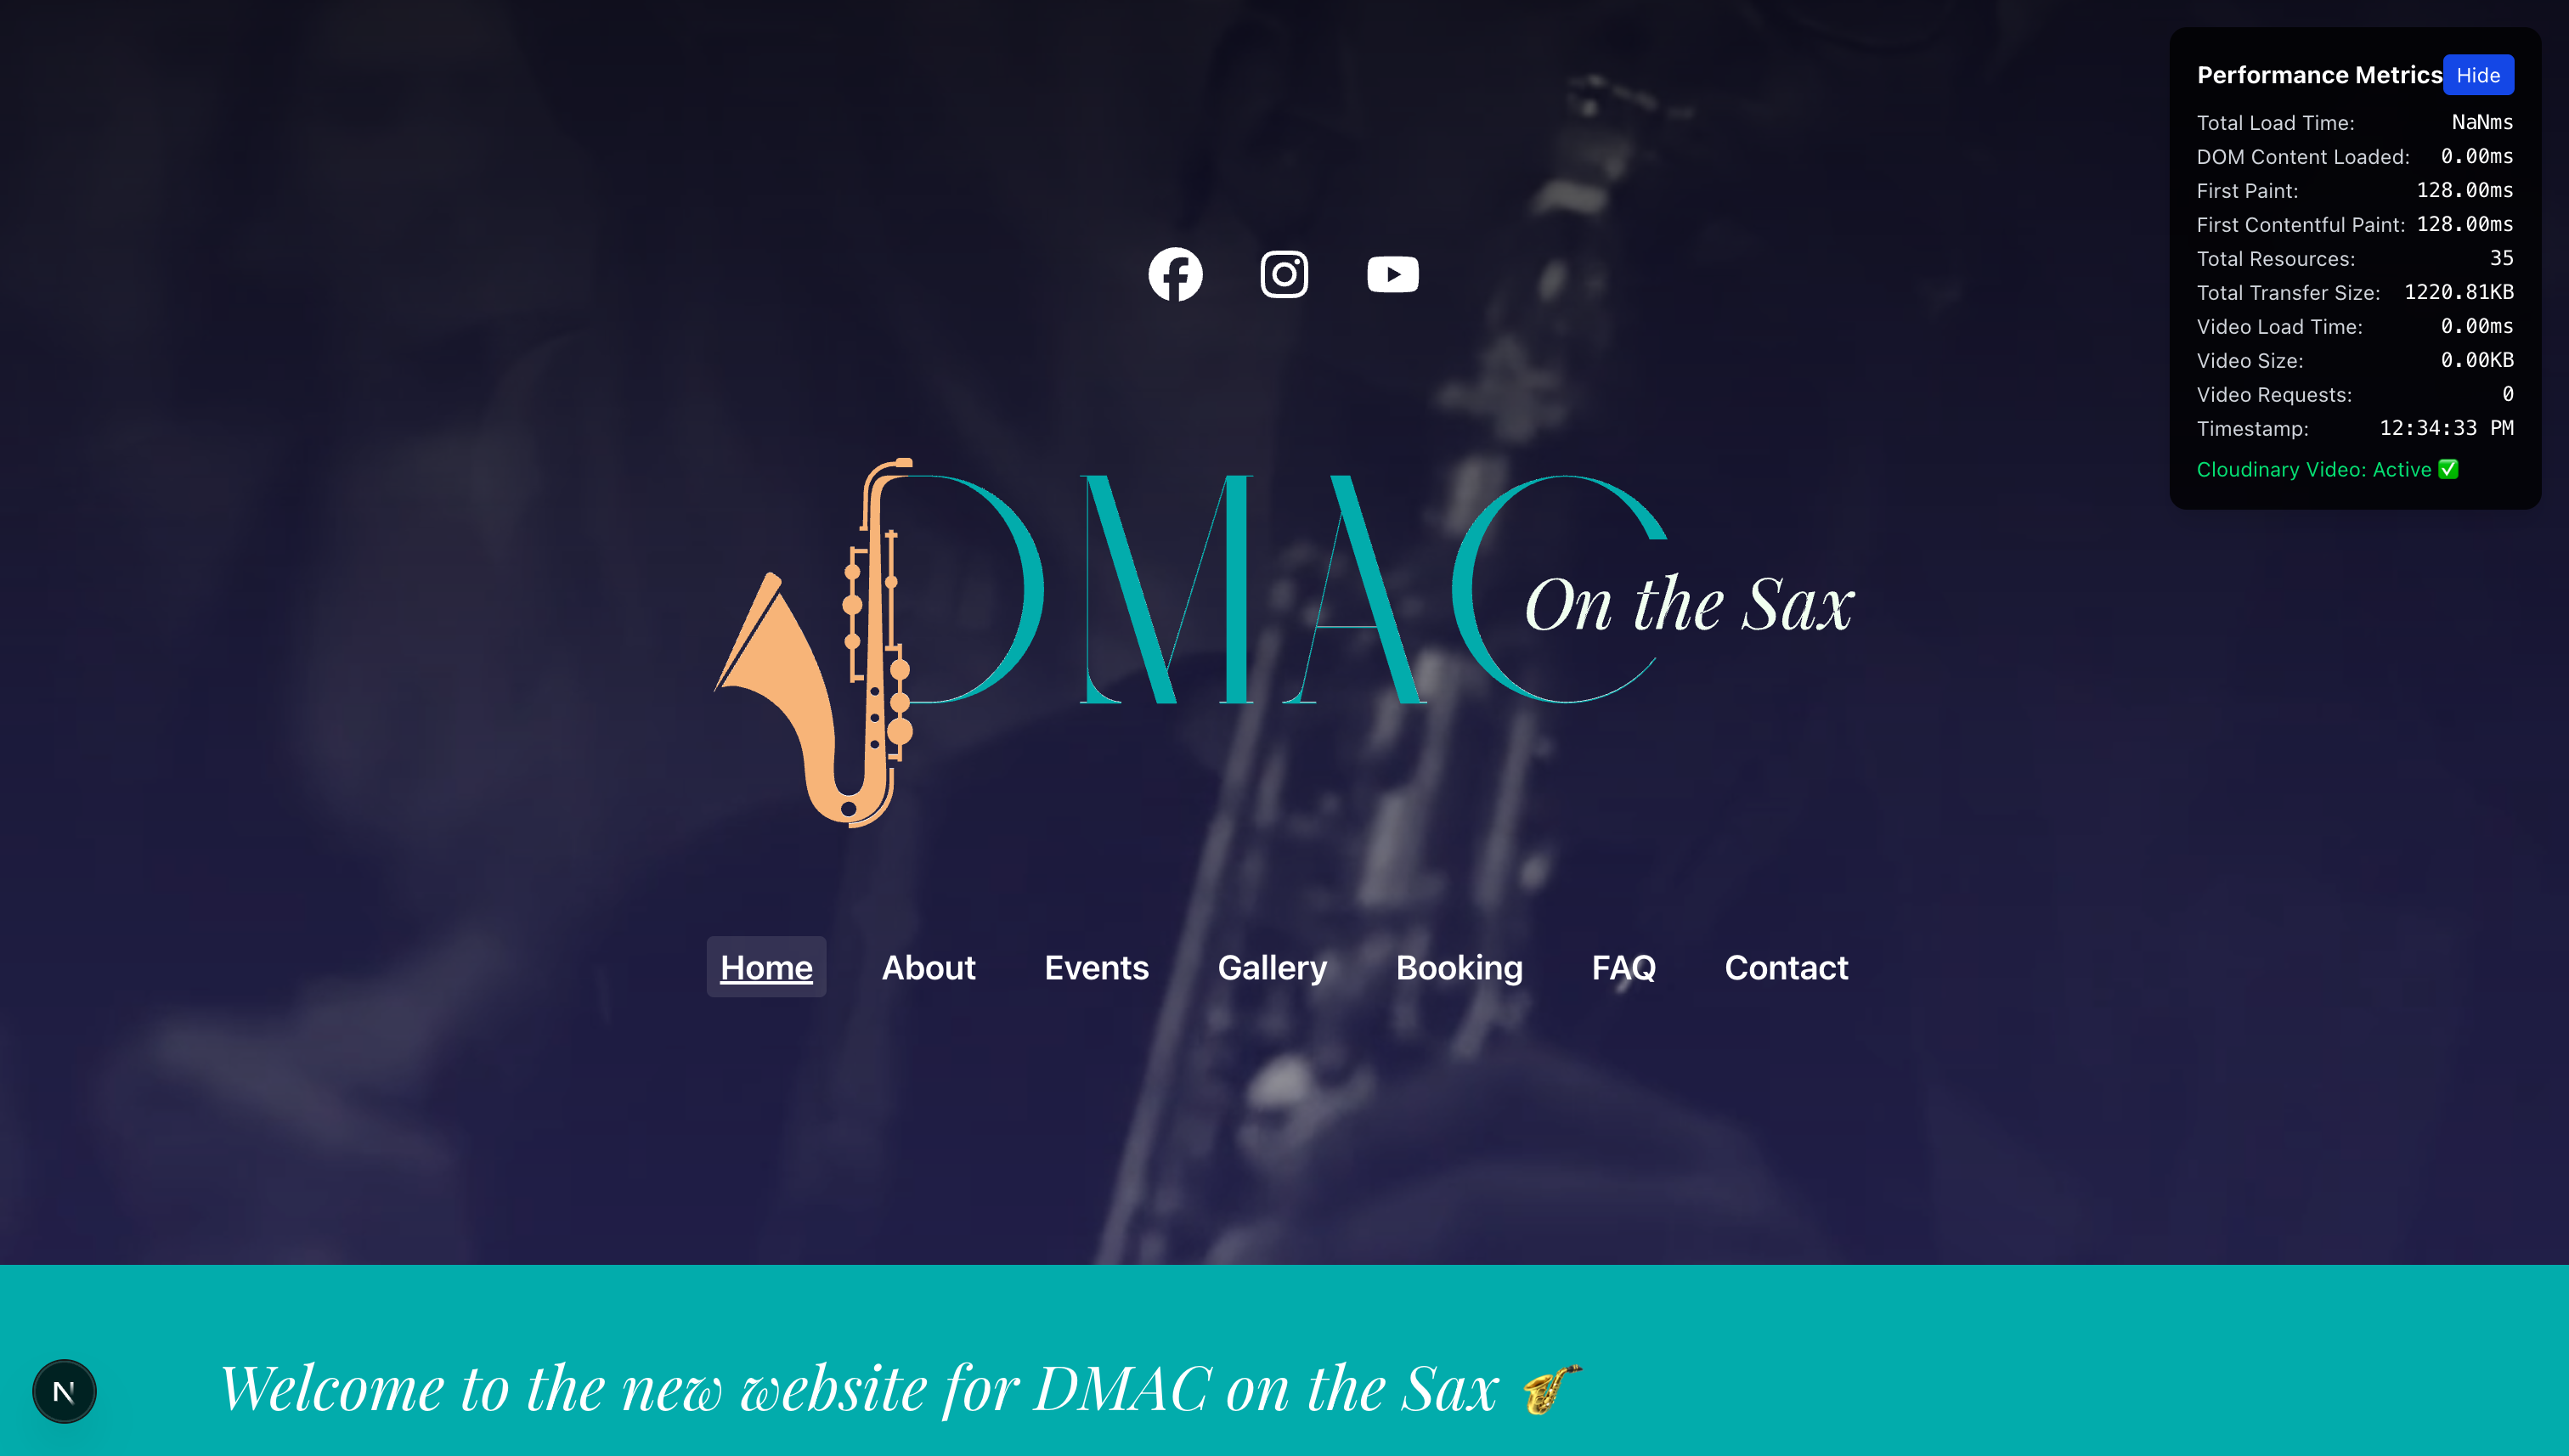 Performance Metrics Hide
Total Load Time: NaNms
DOM Content Loaded: 0.00ms
First Paint: 128.00ms
First Contentful Paint: 128.00ms
Total Resources: 35
Total Transfer Size: 1220.81KB
Video Load Time: 0.00ms
Video Size: 0.00KB
Video Requests: 0
Timestamp: 12:34:33 PM
Cloudinary Video: Active ✅
DMAC
On the Sax
Home About Events Gallery Booking FAQ Contact
Welcome to the new website for DMAC on the Sax 🎷
N